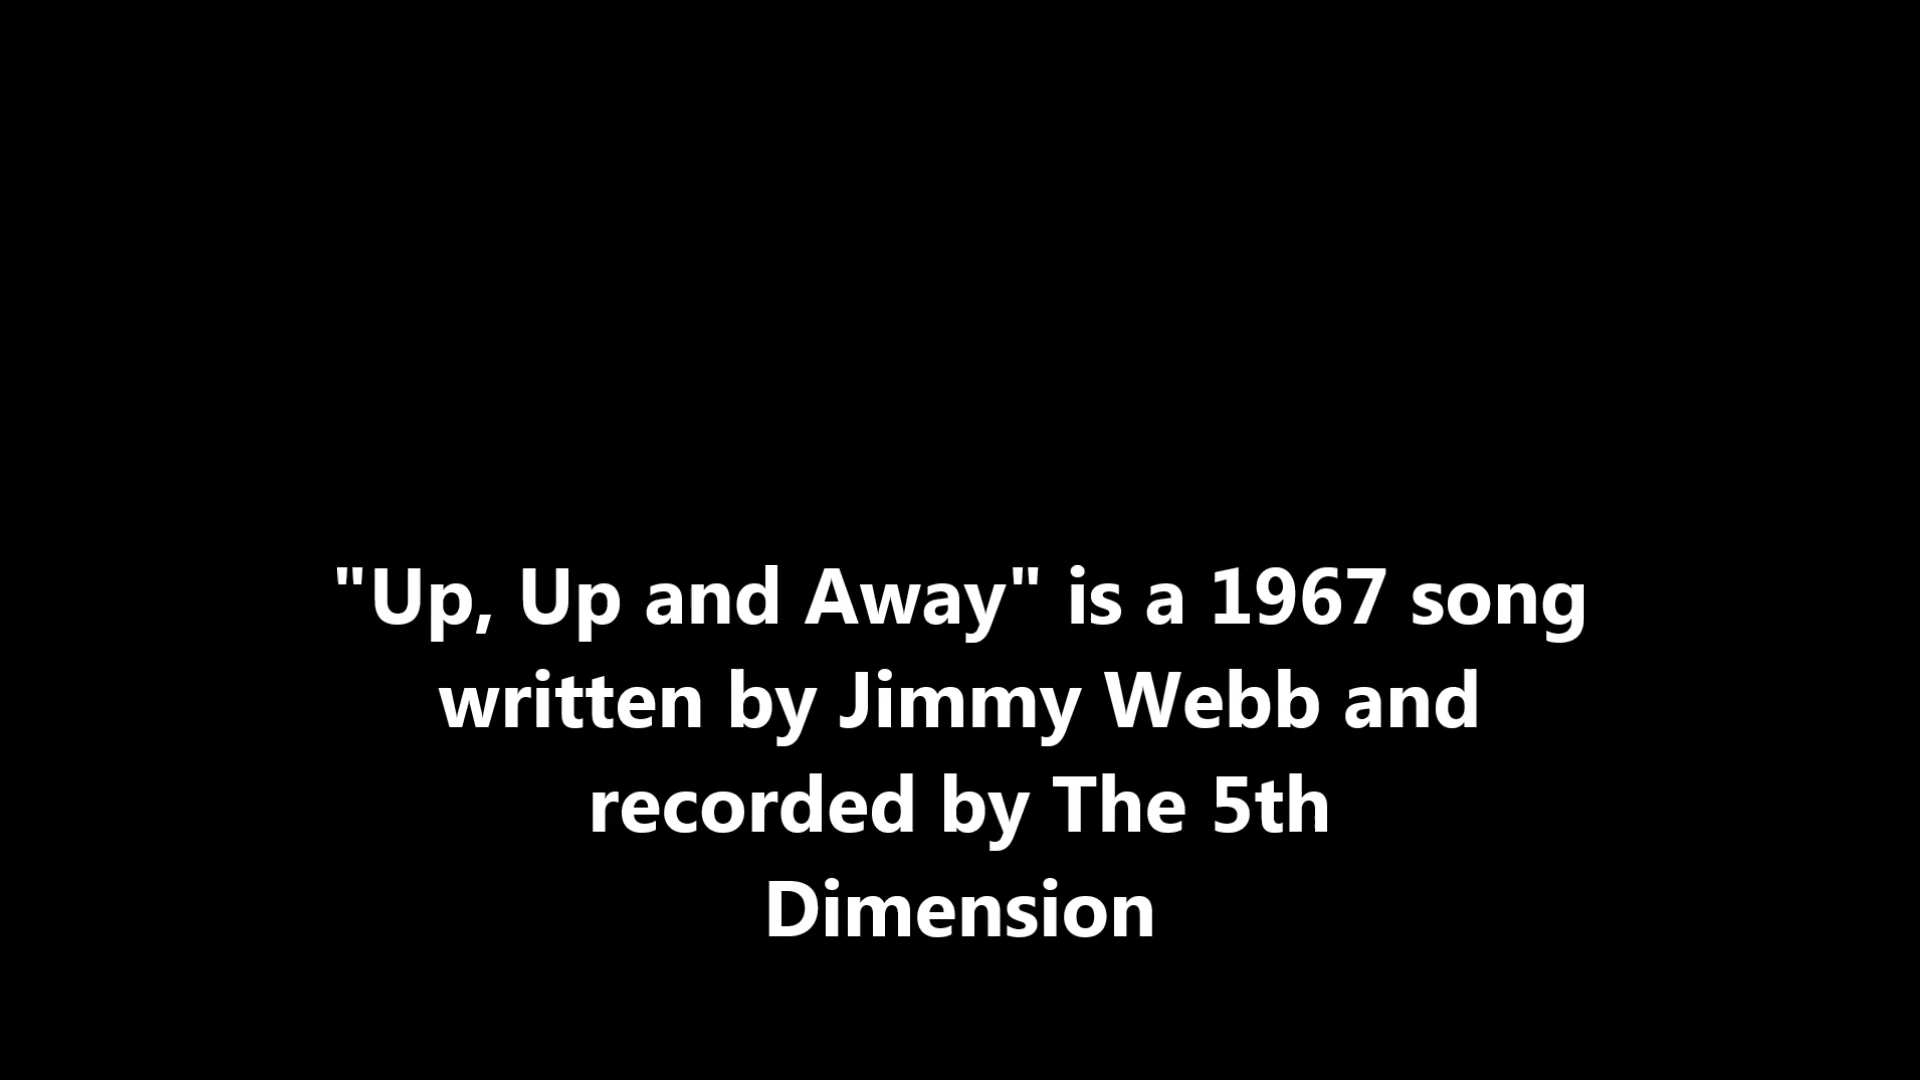 "Up, Up and Away" is a 1967 song
written by Jimmy Webb and
recorded by The 5th
Dimension